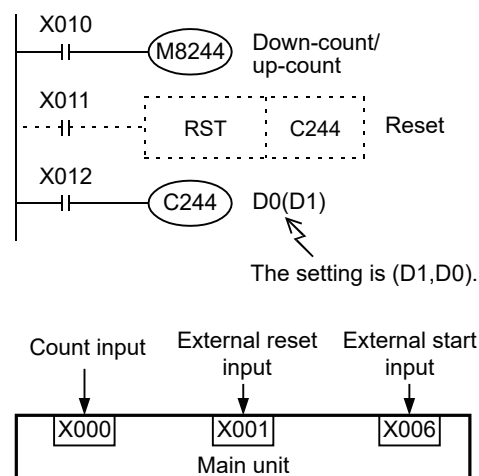 X010
M8244
Down-count/
up-count
X011
RST
C244
Reset
X012
C244
D0(D1)
The setting is (D1,D0).
Count input
External reset
input
External start
input
X000
X001
X006
Main unit